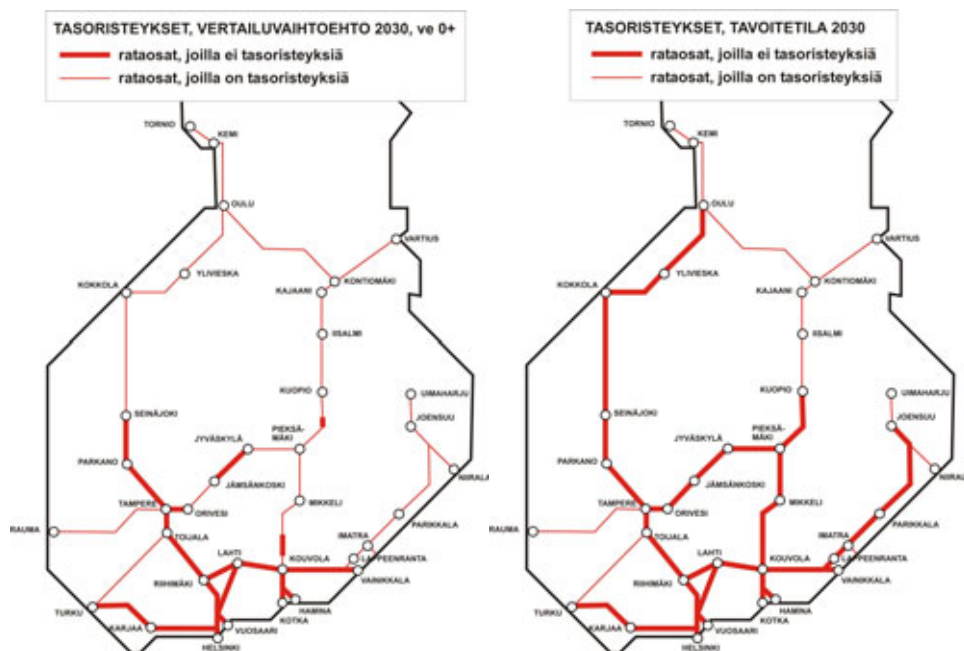 TASORISTEYKSET, VERTAILUVAIHTOEHTO 2030, ve 0+
rataosat, joilla ei tasoristeyksiä
rataosat, joilla on tasoristeyksiä
TORNIO
KEMI
OULU
VARTIUS
YLIVIESKA
KONTIOMÄKI
KOKKOLA
KAJAANI
IISALMI
KUOPIO
UIMAHARJU
SEINÄJOKI
JOENSUU
JYVÄSKYLÄ
PIEKSÄ-
MÄKI
PARKANO
NIIRALA
JÄMSÄNKOSKI
MIKKELI
TAMPERE
ORIVESI
PARIKKALA
RAUMA
TOIJALA
IMATRA
LAHTI
KOUVOLA
LAPPEENRANTA
RIIHIMÄKI
VAINIKKALA
HAMINA
TURKU
KOTKA
KARJAA
VUOSAARI
HELSINKI
TASORISTEYKSET, TAVOITETILA 2030
rataosat, joilla ei tasoristeyksiä
rataosat, joilla on tasoristeyksiä
TORNIO
KEMI
OULU
VARTIUS
YLIVIESKA
KONTIOMÄKI
KOKKOLA
KAJAANI
IISALMI
KUOPIO
UIMAHARJU
SEINÄJOKI
JOENSUU
JYVÄSKYLÄ
PIEKSÄ-
MÄKI
PARKANO
NIIRALA
JÄMSÄNKOSKI
MIKKELI
TAMPERE
ORIVESI
PARIKKALA
RAUMA
TOIJALA
IMATRA
LAHTI
KOUVOLA
LAPPEENRANTA
RIIHIMÄKI
VAINIKKALA
HAMINA
TURKU
KOTKA
KARJAA
VUOSAARI
HELSINKI